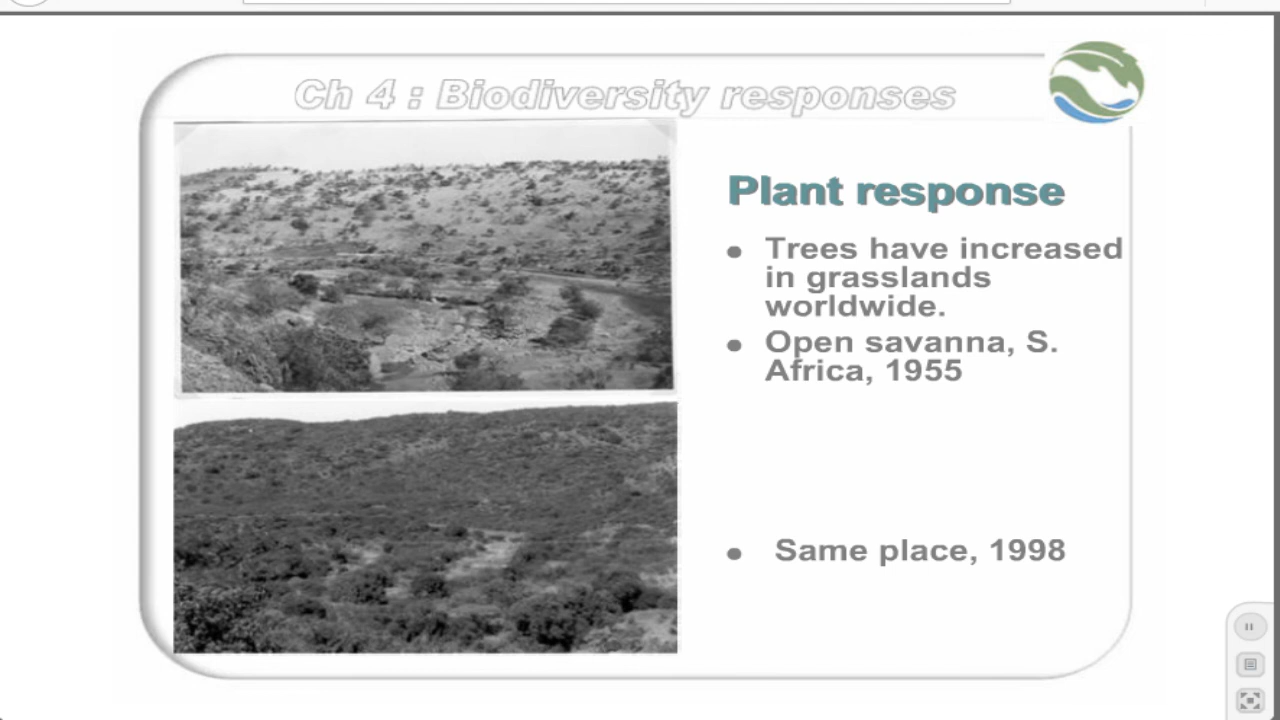 Ch 4 : Biodiversity responses
Plant response
• Trees have increased
in grasslands
worldwide.
• Open savanna, S.
Africa, 1955
• Same place, 1998